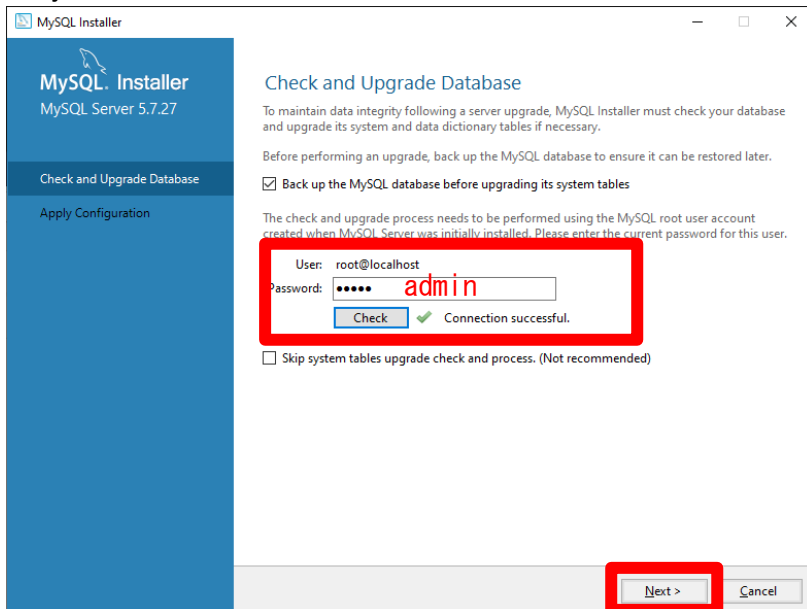 MySQL Installer
MySQL. Installer
MySQL Server 5.7.27
Check and Upgrade Database
Apply Configuration
Check and Upgrade Database
To maintain data integrity following a server upgrade, MySQL Installer must check your database
and upgrade its system and data dictionary tables if necessary.
Before performing an upgrade, back up the MySQL database to ensure it can be restored later.
Back up the MySQL database before upgrading its system tables
The check and upgrade process needs to be performed using the MySQL root user account
created when MySQL Server was initially installed. Please enter the current password for this user.
User: root@localhost
Password: ●●●●● admin
Check Connection successful.
Skip system tables upgrade check and process. (Not recommended)
Next > Cancel